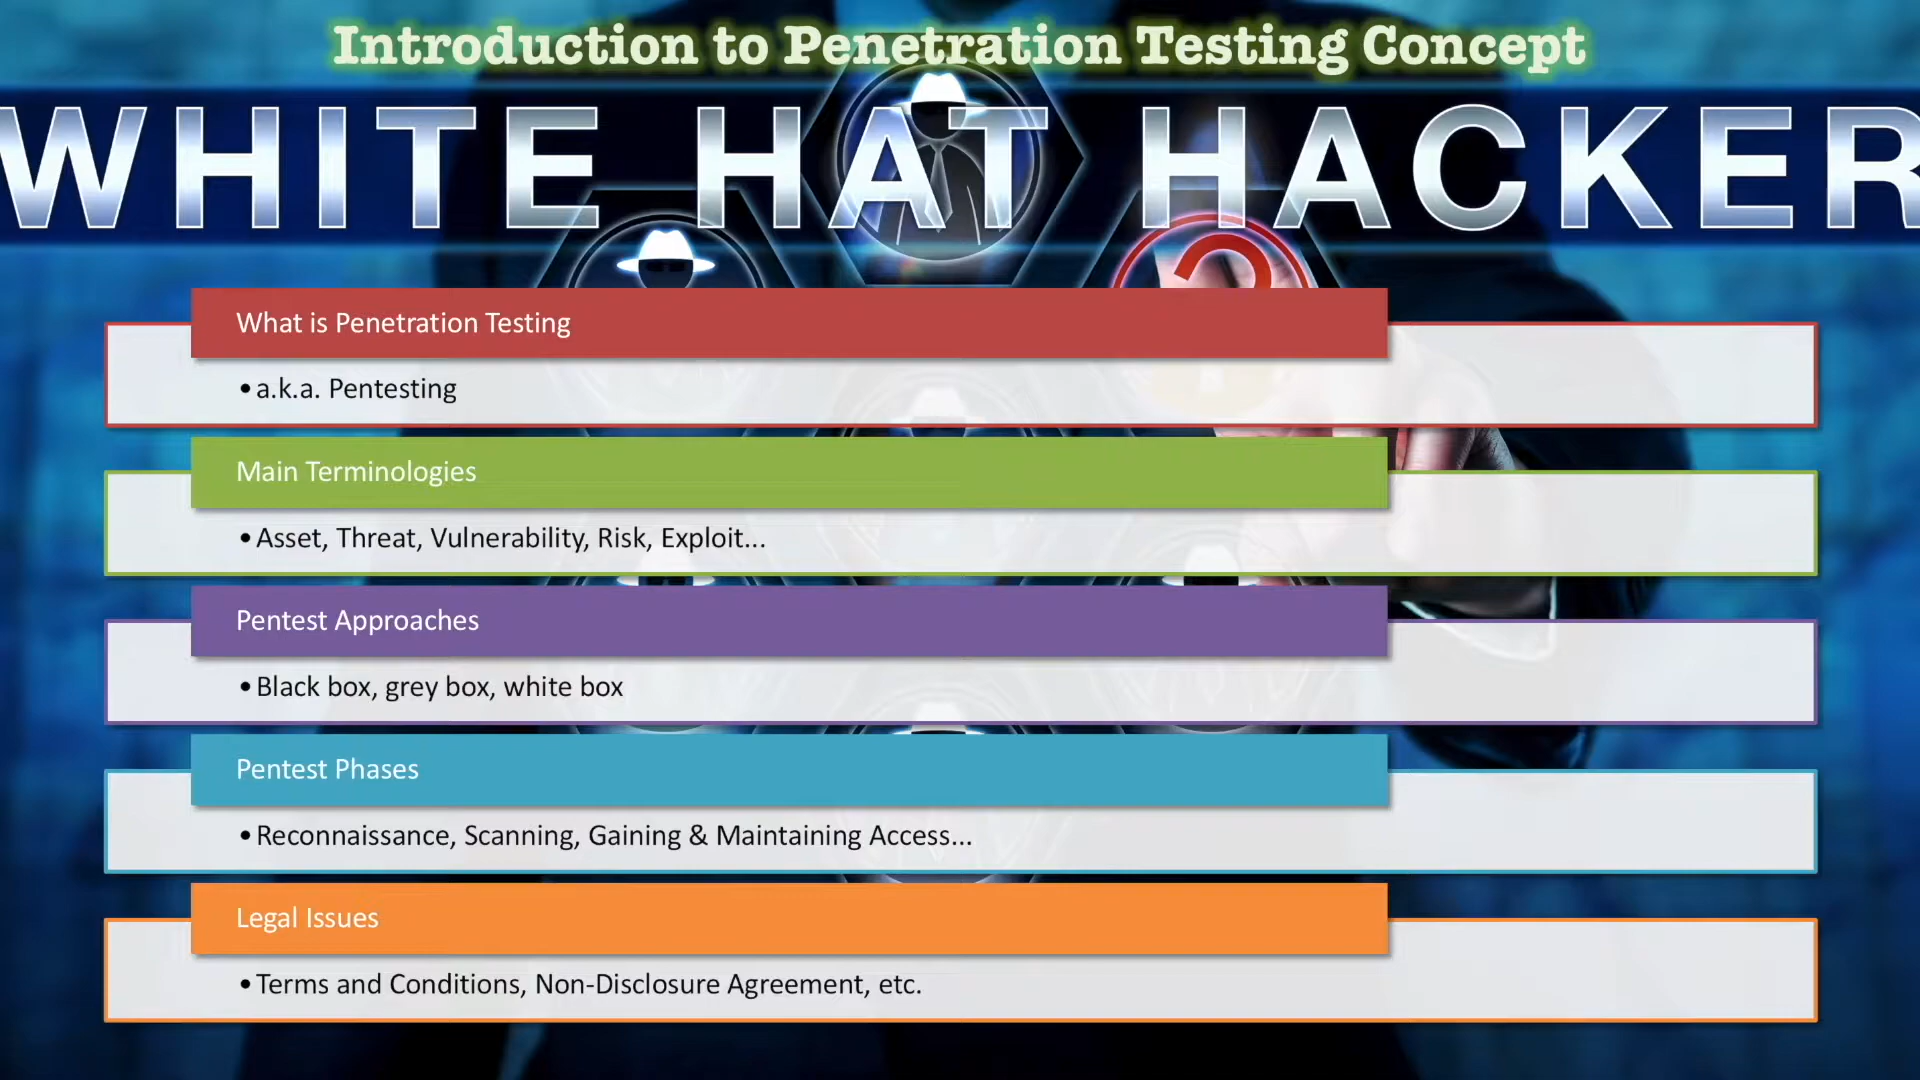 Introduction to Penetration Testing Concept
WHITE HAT HACKER
What is Penetration Testing
•a.k.a. Pentesting
Main Terminologies
•Asset, Threat, Vulnerability, Risk, Exploit...
Pentest Approaches
•Black box, grey box, white box
Pentest Phases
•Reconnaissance, Scanning, Gaining & Maintaining Access...
Legal Issues
•Terms and Conditions, Non-Disclosure Agreement, etc.